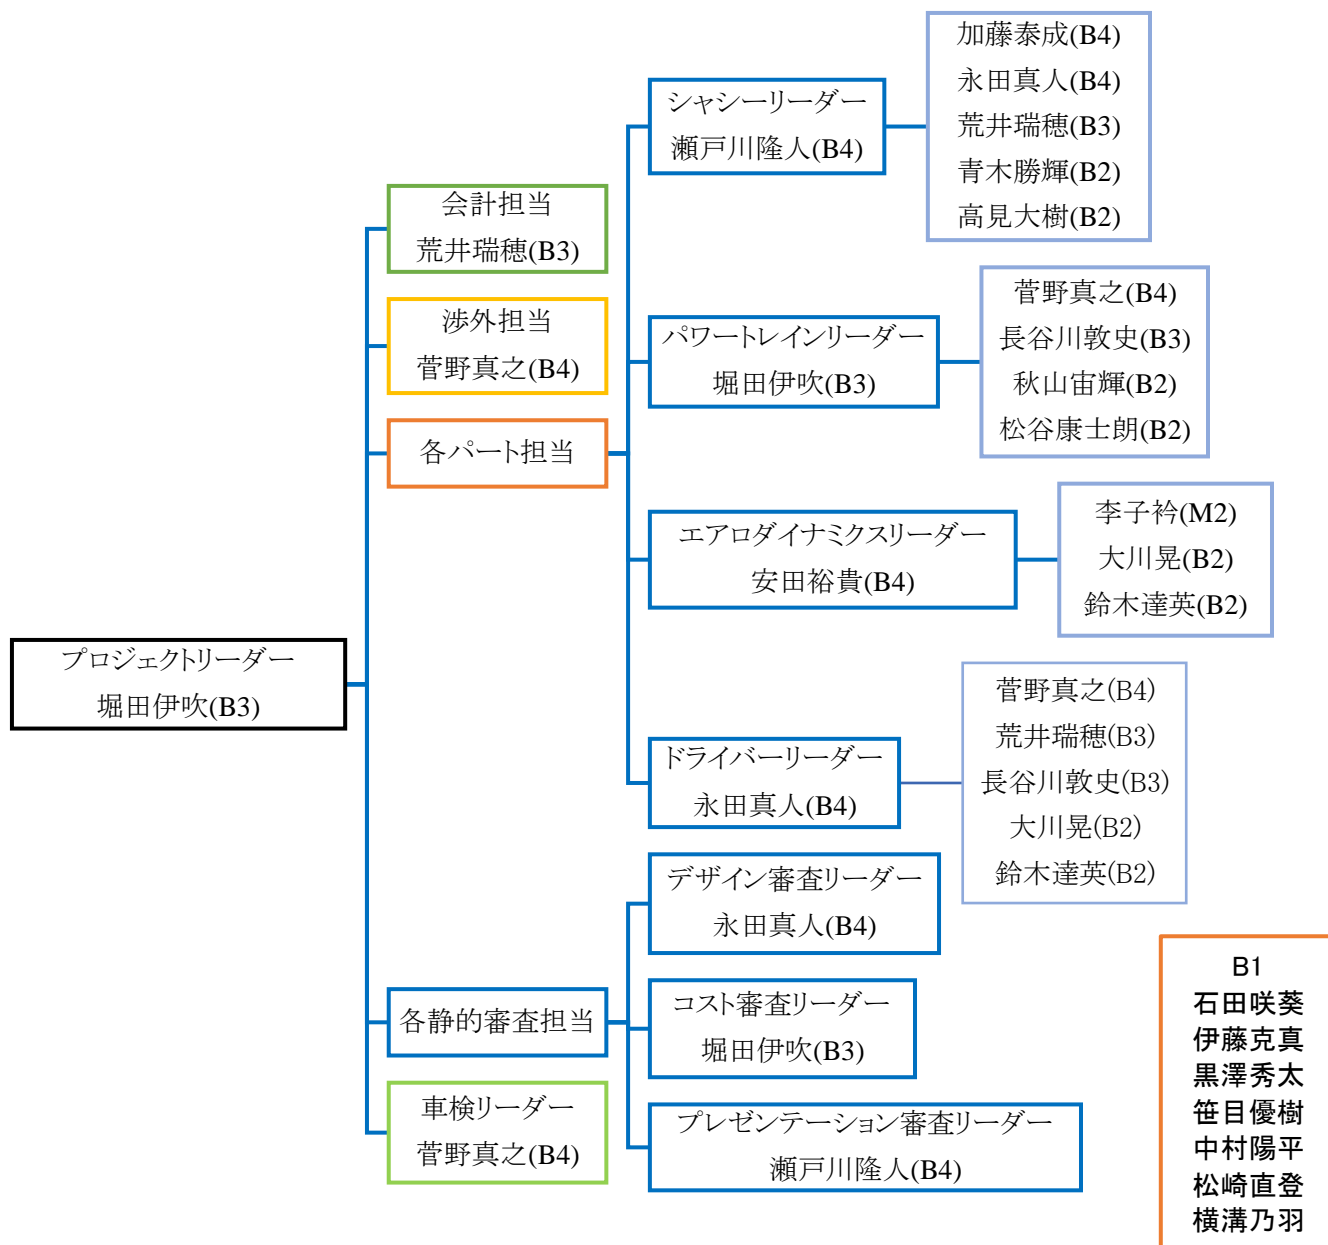 プロジェクトリーダー
堀田伊吹(B3)
会計担当
荒井瑞穂(B3)
渉外担当
菅野真之(B4)
各パート担当
シャシーリーダー
瀬戸川隆人(B4)
加藤泰成(B4)
永田真人(B4)
荒井瑞穂(B3)
青木勝輝(B2)
高見大樹(B2)
パワートレインリーダー
堀田伊吹(B3)
菅野真之(B4)
長谷川敦史(B3)
秋山宙輝(B2)
松谷康士朗(B2)
エアロダイナミクスリーダー
安田裕貴(B4)
李子衿(M2)
大川晃(B2)
鈴木達英(B2)
ドライバーリーダー
永田真人(B4)
菅野真之(B4)
荒井瑞穂(B3)
長谷川敦史(B3)
大川晃(B2)
鈴木達英(B2)
各静的審査担当
デザイン審査リーダー
永田真人(B4)
コスト審査リーダー
堀田伊吹(B3)
プレゼンテーション審査リーダー
瀬戸川隆人(B4)
車検リーダー
菅野真之(B4)
B1
石田咲葵
伊藤克真
黒澤秀太
笹目優樹
中村陽平
松崎直登
横溝乃羽